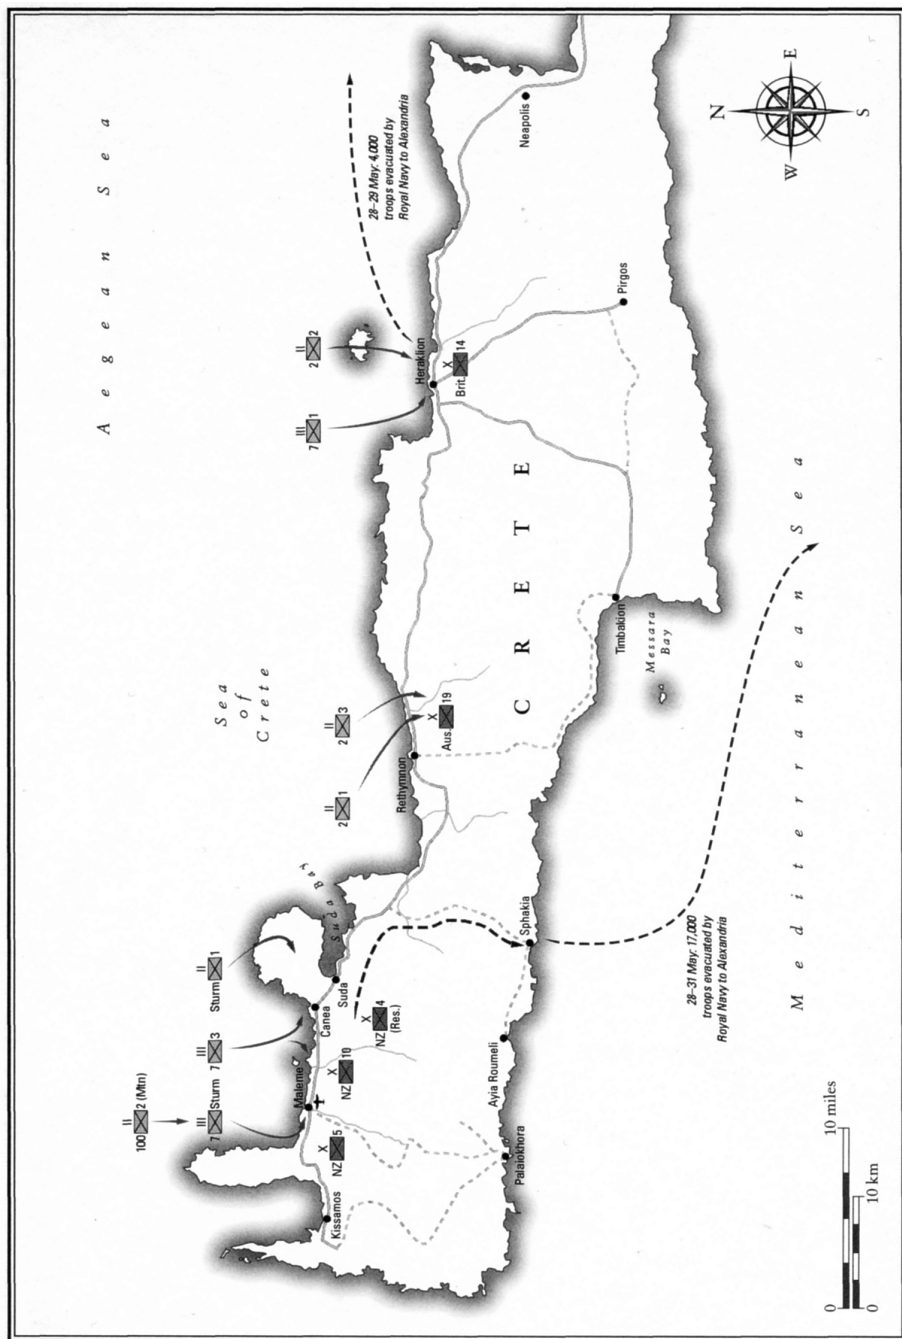 Aegean Sea
28–29 May: 4,000
troops evacuated by
Royal Navy to Alexandria
N
E
S
W
Neapolis
2
II
2
Heraklion
7
III
1
Brit.
X
14
Pirgos
Sea
of
Crete
CRETE
2
II
3
2
II
1
Rethymnon
Aus.
X
19
Timbakion
Messara
Bay
Mediterranean Sea
Suda Bay
Sturm
II
1
7
III
3
100
II
2 (Mtn)
7
III
Sturm
Canea
Suda
Maleme
Kissamos
NZ
X
4
(Res.)
NZ
X
10
NZ
X
5
Sphakia
Ayia Roumeli
Palaiokhora
28–31 May: 17,000
troops evacuated by
Royal Navy to Alexandria
0
10 miles
0
10 km